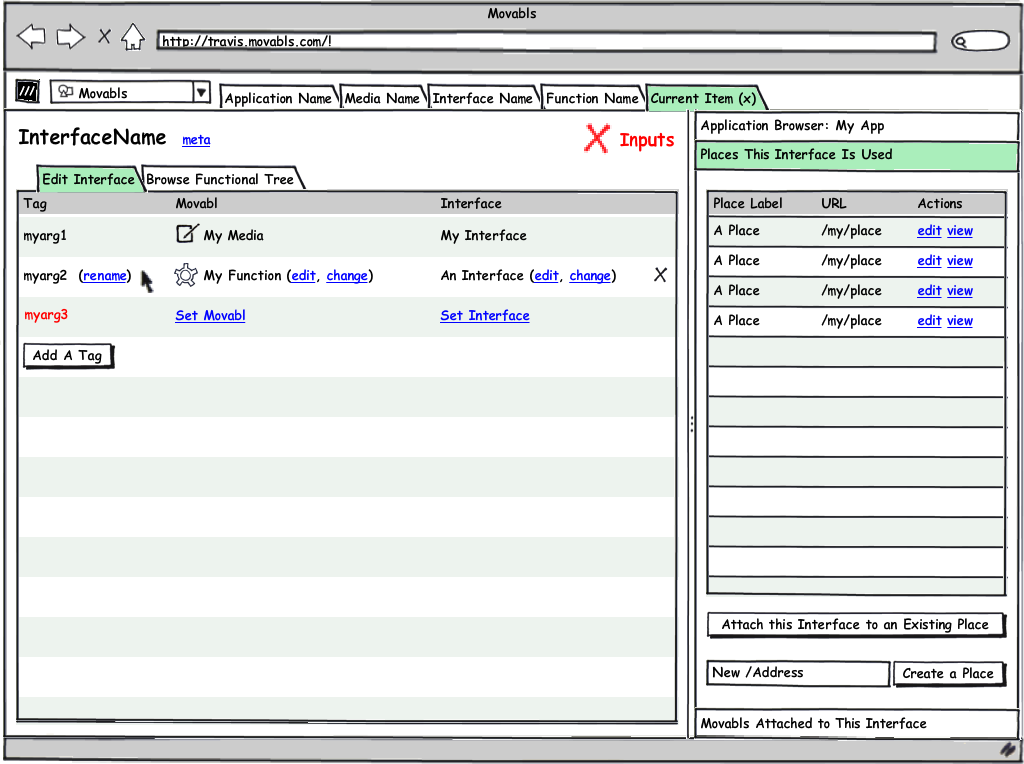 Movabls
http://travis.movabls.com/!
Movabls
Application Name
Media Name
Interface Name
Function Name
Current Item (x)
InterfaceName meta
X Inputs
Edit Interface
Browse Functional Tree
Tag Movabl Interface
myarg1 My Media My Interface
myarg2 (rename) My Function (edit, change) An Interface (edit, change) X
myarg3 Set Movabl Set Interface
Add A Tag
Application Browser: My App
Places This Interface Is Used
Place Label URL Actions
A Place /my/place edit view
A Place /my/place edit view
A Place /my/place edit view
A Place /my/place edit view
Attach this Interface to an Existing Place
New /Address
Create a Place
Movabls Attached to This Interface